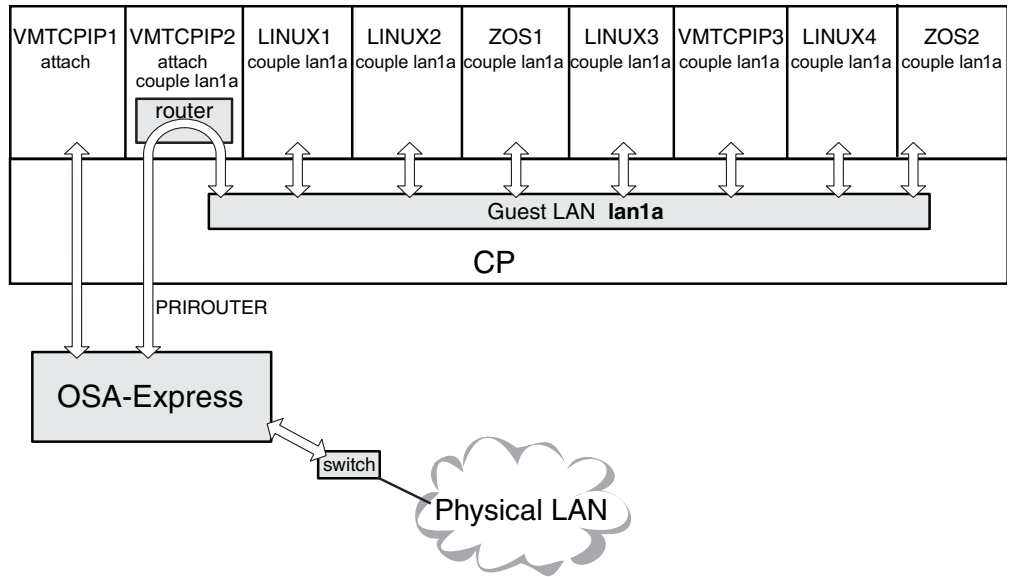 VMTCPIP1
attach
VMTCPIP2
attach
couple lan1a
router
LINUX1
couple lan1a
LINUX2
couple lan1a
ZOS1
couple lan1a
LINUX3
couple lan1a
VMTCPIP3
couple lan1a
LINUX4
couple lan1a
ZOS2
couple lan1a
Guest LAN lan1a
CP
PRIROUTER
OSA-Express
switch
Physical LAN